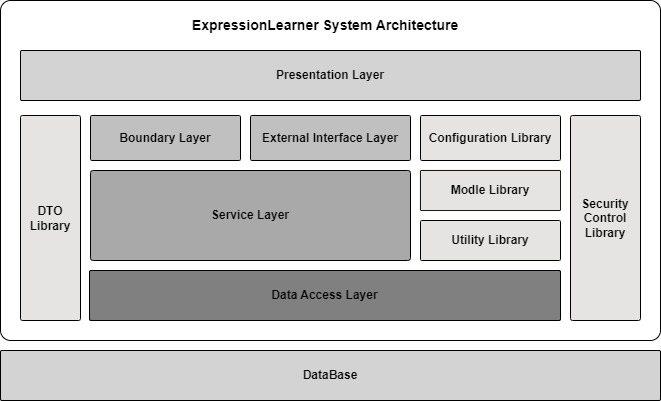 ExpressionLearner System Architecture
Presentation Layer
Boundary Layer
External Interface Layer
Configuration Library
DTO
Library
Service Layer
Modle Library
Utility Library
Security
Control
Library
Data Access Layer
DataBase